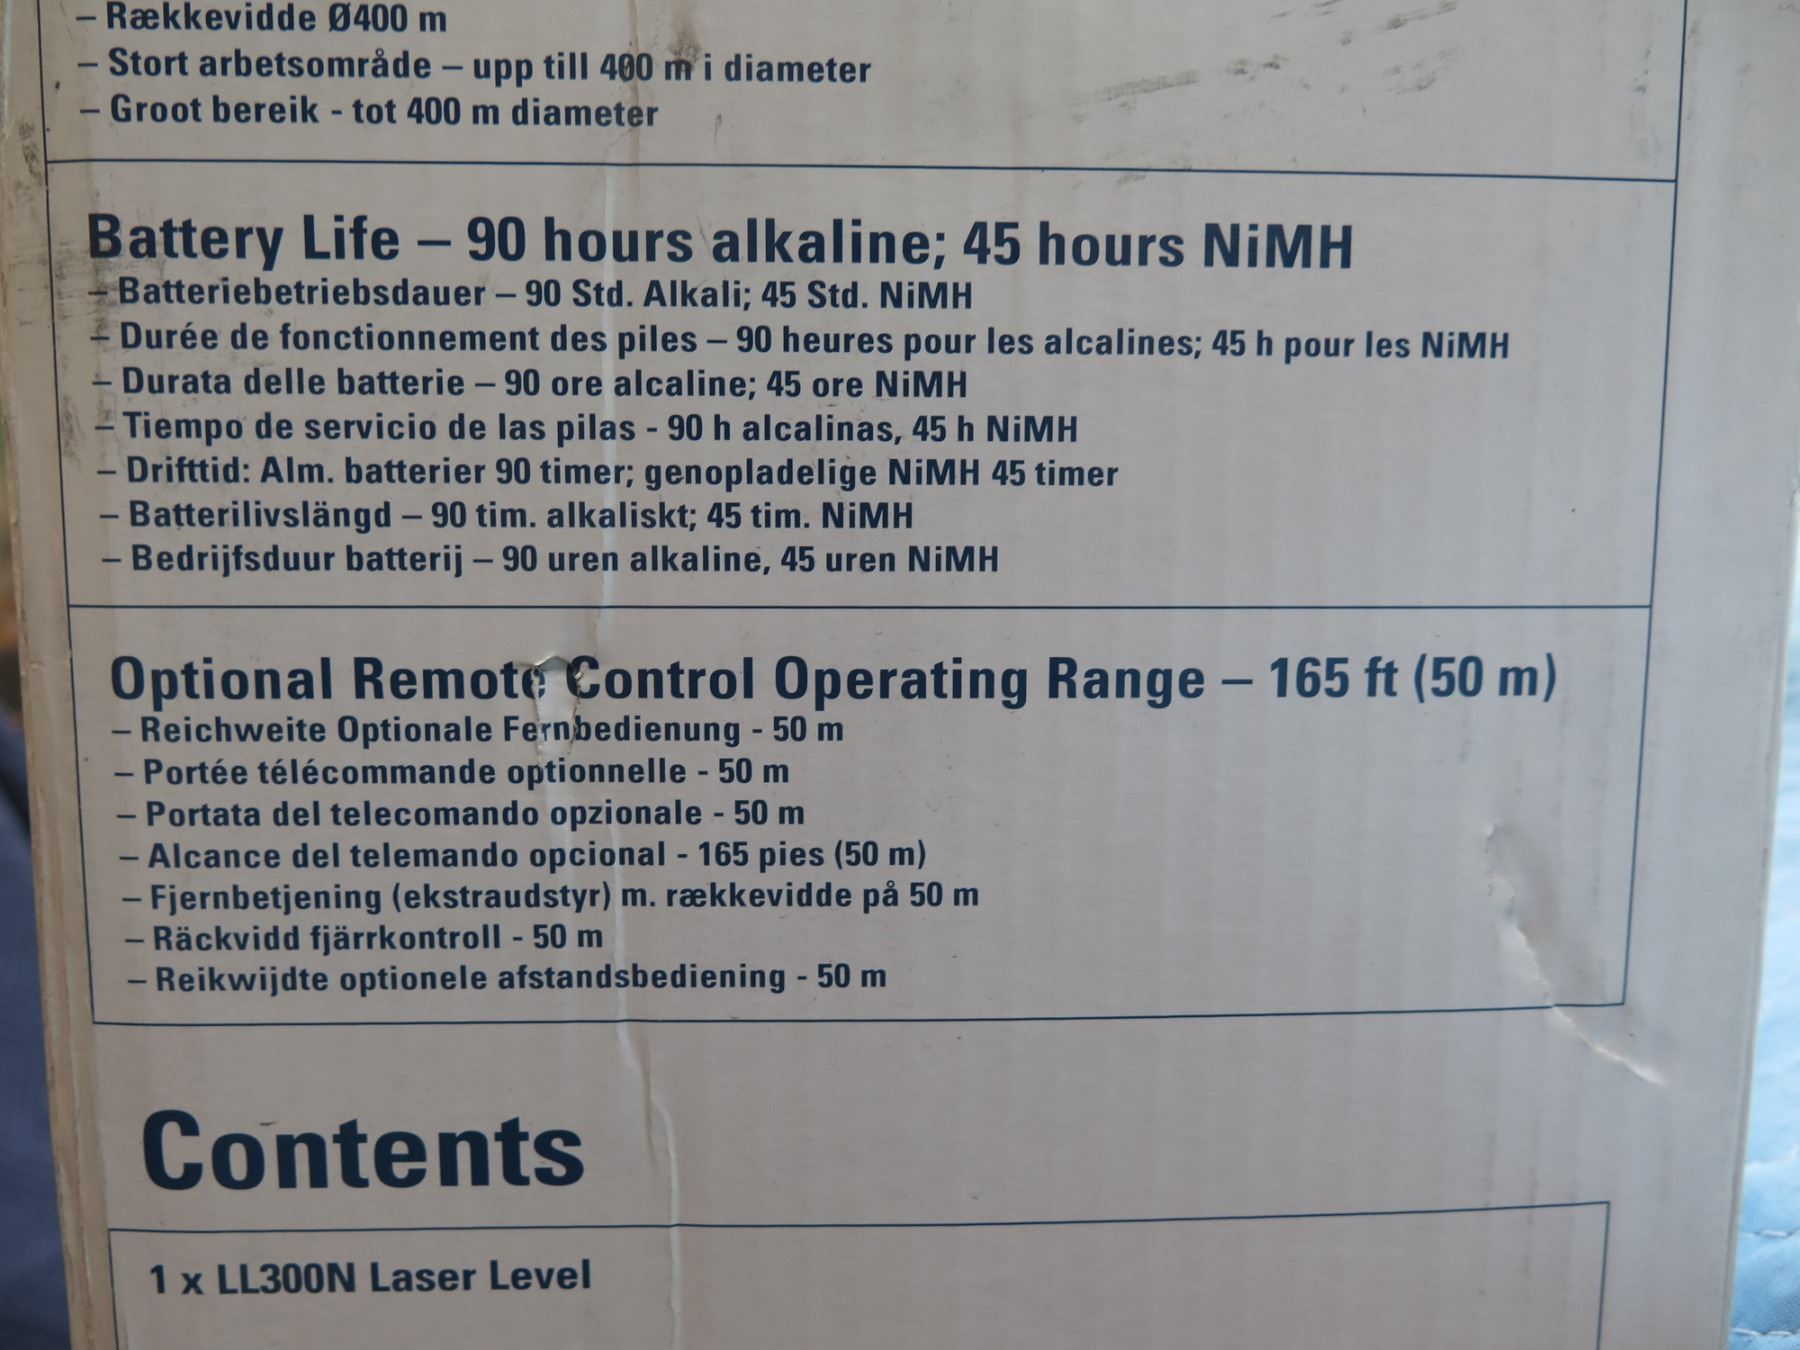 – Rækkevidde Ø400 m
– Stort arbetsområde – upp till 400 m i diameter
– Groot bereik - tot 400 m diameter
Battery Life – 90 hours alkaline; 45 hours NiMH
– Batteriebetriebsdauer – 90 Std. Alkali; 45 Std. NiMH
– Durée de fonctionnement des piles – 90 heures pour les alcalines; 45 h pour les NiMH
– Durata delle batterie – 90 ore alcaline; 45 ore NiMH
– Tiempo de servicio de las pilas - 90 h alcalinas, 45 h NiMH
– Drifttid: Alm. batterier 90 timer; genopladelige NiMH 45 timer
– Batterilivslängd – 90 tim. alkaliskt; 45 tim. NiMH
– Bedrijfsduur batterij – 90 uren alkaline, 45 uren NiMH
Optional Remote Control Operating Range – 165 ft (50 m)
– Reichweite Optionale Fernbedienung - 50 m
– Portée télécommande optionnelle - 50 m
– Portata del telecomando opzionale - 50 m
– Alcance del telemando opcional - 165 pies (50 m)
– Fjernbetjening (ekstraudstyr) m. rækkevidde på 50 m
– Räckvidd fjärrkontroll - 50 m
– Reikwijdte optionele afstandsbediening - 50 m
Contents
1 x LL300N Laser Level